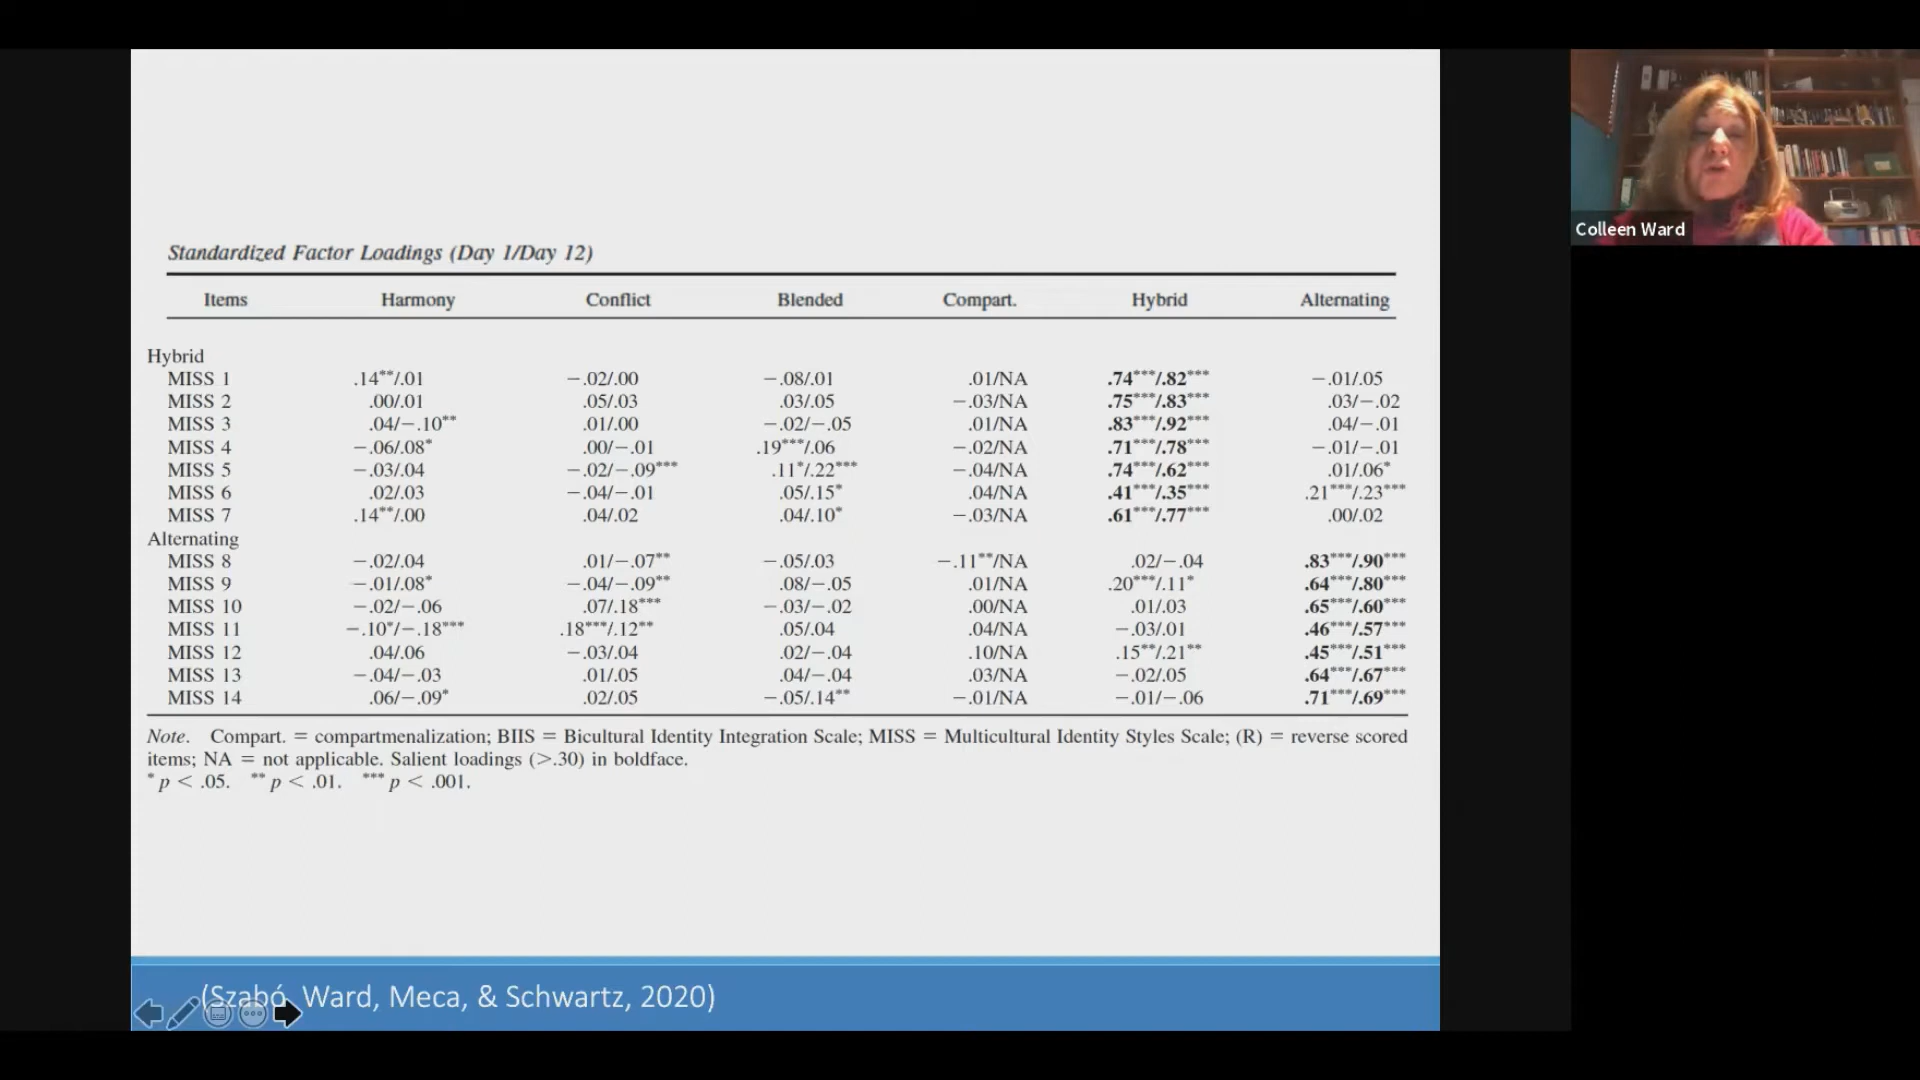 Colleen Ward
Standardized Factor Loadings (Day 1/Day 12)
Items Harmony Conflict Blended Compart. Hybrid Alternating
Hybrid
MISS 1 .14**/.01 −.02/.00 −.08/.01 .01/NA .74***/.82*** −.01/.05
MISS 2 .00/.01 .05/.03 .03/.05 −.03/NA .75***/.83*** .03/−.02
MISS 3 .04/−.10** .01/.00 −.02/−.05 .01/NA .83***/.92*** .04/−.01
MISS 4 −.06/.08* .00/−.01 .19***/.06 −.02/NA .71***/.78*** −.01/−.01
MISS 5 −.03/.04 −.02/−.09*** .11*/.22*** −.04/NA .74***/.62*** .01/.06*
MISS 6 .02/.03 −.04/−.01 .05/.15* .04/NA .41***/.35*** .21***/.23***
MISS 7 .14**/.00 .04/.02 .04/.10* −.03/NA .61***/.77*** .00/.02
Alternating
MISS 8 −.02/.04 .01/−.07** −.05/.03 −.11**/NA .02/−.04 .83***/.90***
MISS 9 −.01/.08* −.04/−.09** .08/−.05 .01/NA .20***/.11* .64***/.80***
MISS 10 −.02/−.06 .07/.18*** −.03/−.02 .00/NA .01/.03 .65***/.60***
MISS 11 −.10*/−.18*** .18***/.12** .05/.04 .04/NA −.03/.01 .46***/.57***
MISS 12 .04/.06 −.03/.04 .02/−.04 .10/NA .15**/.21** .45***/.51***
MISS 13 −.04/−.03 .01/.05 .04/−.04 .03/NA −.02/.05 .64***/.67***
MISS 14 .06/−.09* .02/.05 −.05/.14** −.01/NA −.01/−.06 .71***/.69***
Note. Compart. = compartmenalization; BIIS = Bicultural Identity Integration Scale; MISS = Multicultural Identity Styles Scale; (R) = reverse scored
items; NA = not applicable. Salient loadings (>.30) in boldface.
* p < .05. ** p < .01. *** p < .001.
(Szabó, Ward, Meca, & Schwartz, 2020)